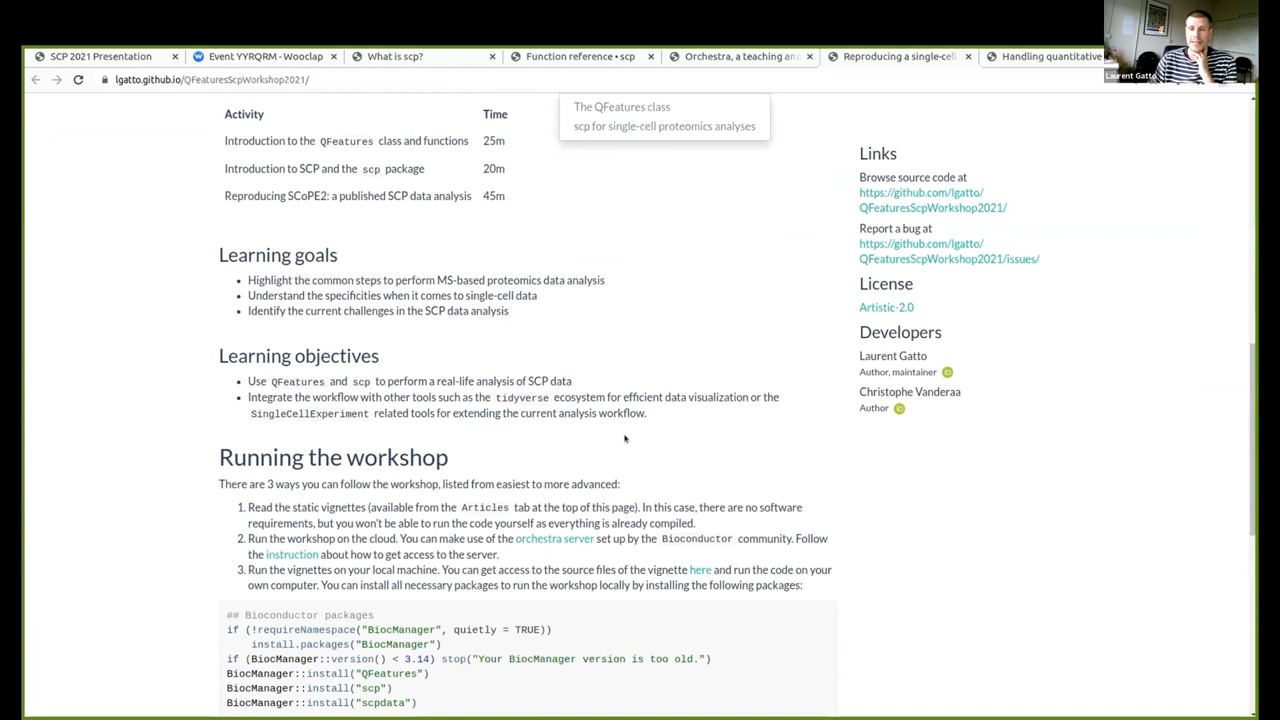 SCP 2021 Presentation
Event YYRQRM - Wooclap
What is scp?
Function reference • scp
Orchestra, a teaching an
Reproducing a single-cell
Handling quantitative
Laurent Gatto
lgatto.github.io/QFeaturesScpWorkshop2021/
The QFeatures class
scp for single-cell proteomics analyses
Activity Time
Introduction to the QFeatures class and functions 25m
Introduction to SCP and the scp package 20m
Reproducing SCoPE2: a published SCP data analysis 45m
Learning goals
• Highlight the common steps to perform MS-based proteomics data analysis
• Understand the specificities when it comes to single-cell data
• Identify the current challenges in the SCP data analysis
Learning objectives
• Use QFeatures and scp to perform a real-life analysis of SCP data
• Integrate the workflow with other tools such as the tidyverse ecosystem for efficient data visualization or the
SingleCellExperiment related tools for extending the current analysis workflow.
Running the workshop
There are 3 ways you can follow the workshop, listed from easiest to more advanced:
1. Read the static vignettes (available from the Articles tab at the top of this page). In this case, there are no software
requirements, but you won't be able to run the code yourself as everything is already compiled.
2. Run the workshop on the cloud. You can make use of the orchestra server set up by the Bioconductor community. Follow
the instruction about how to get access to the server.
3. Run the vignettes on your local machine. You can get access to the source files of the vignette here and run the code on your
own computer. You can install all necessary packages to run the workshop locally by installing the following packages:
## Bioconductor packages
if (!requireNamespace("BiocManager", quietly = TRUE))
install.packages("BiocManager")
if (BiocManager::version() < 3.14) stop("Your BiocManager version is too old.")
BiocManager::install("QFeatures")
BiocManager::install("scp")
BiocManager::install("scpdata")
Links
Browse source code at
https://github.com/lgatto/
QFeaturesScpWorkshop2021/
Report a bug at
https://github.com/lgatto/
QFeaturesScpWorkshop2021/issues/
License
Artistic-2.0
Developers
Laurent Gatto
Author, maintainer iD
Christophe Vanderaa
Author iD